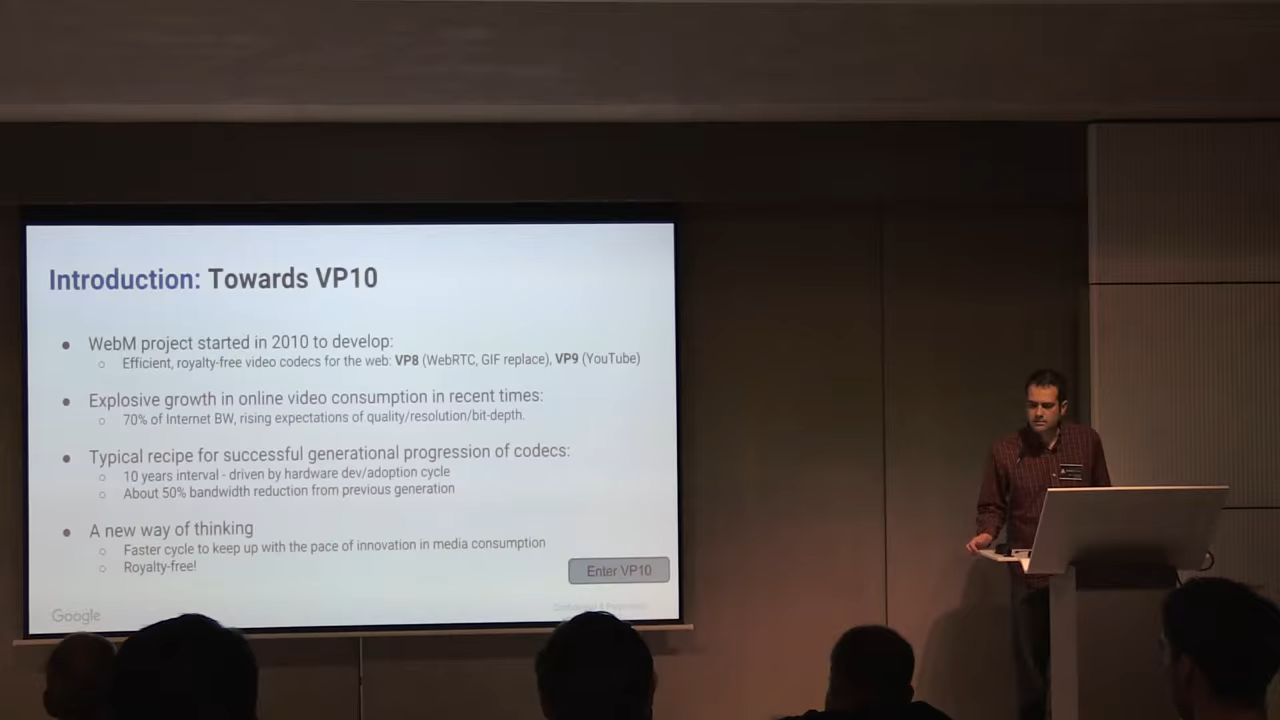 Introduction: Towards VP10
● WebM project started in 2010 to develop:
○ Efficient, royalty-free video codecs for the web: VP8 (WebRTC, GIF replace), VP9 (YouTube)
● Explosive growth in online video consumption in recent times:
○ 70% of Internet BW, rising expectations of quality/resolution/bit-depth.
● Typical recipe for successful generational progression of codecs:
○ 10 years interval - driven by hardware dev/adoption cycle
○ About 50% bandwidth reduction from previous generation
● A new way of thinking
○ Faster cycle to keep up with the pace of innovation in media consumption
○ Royalty-free!
Enter VP10
Google